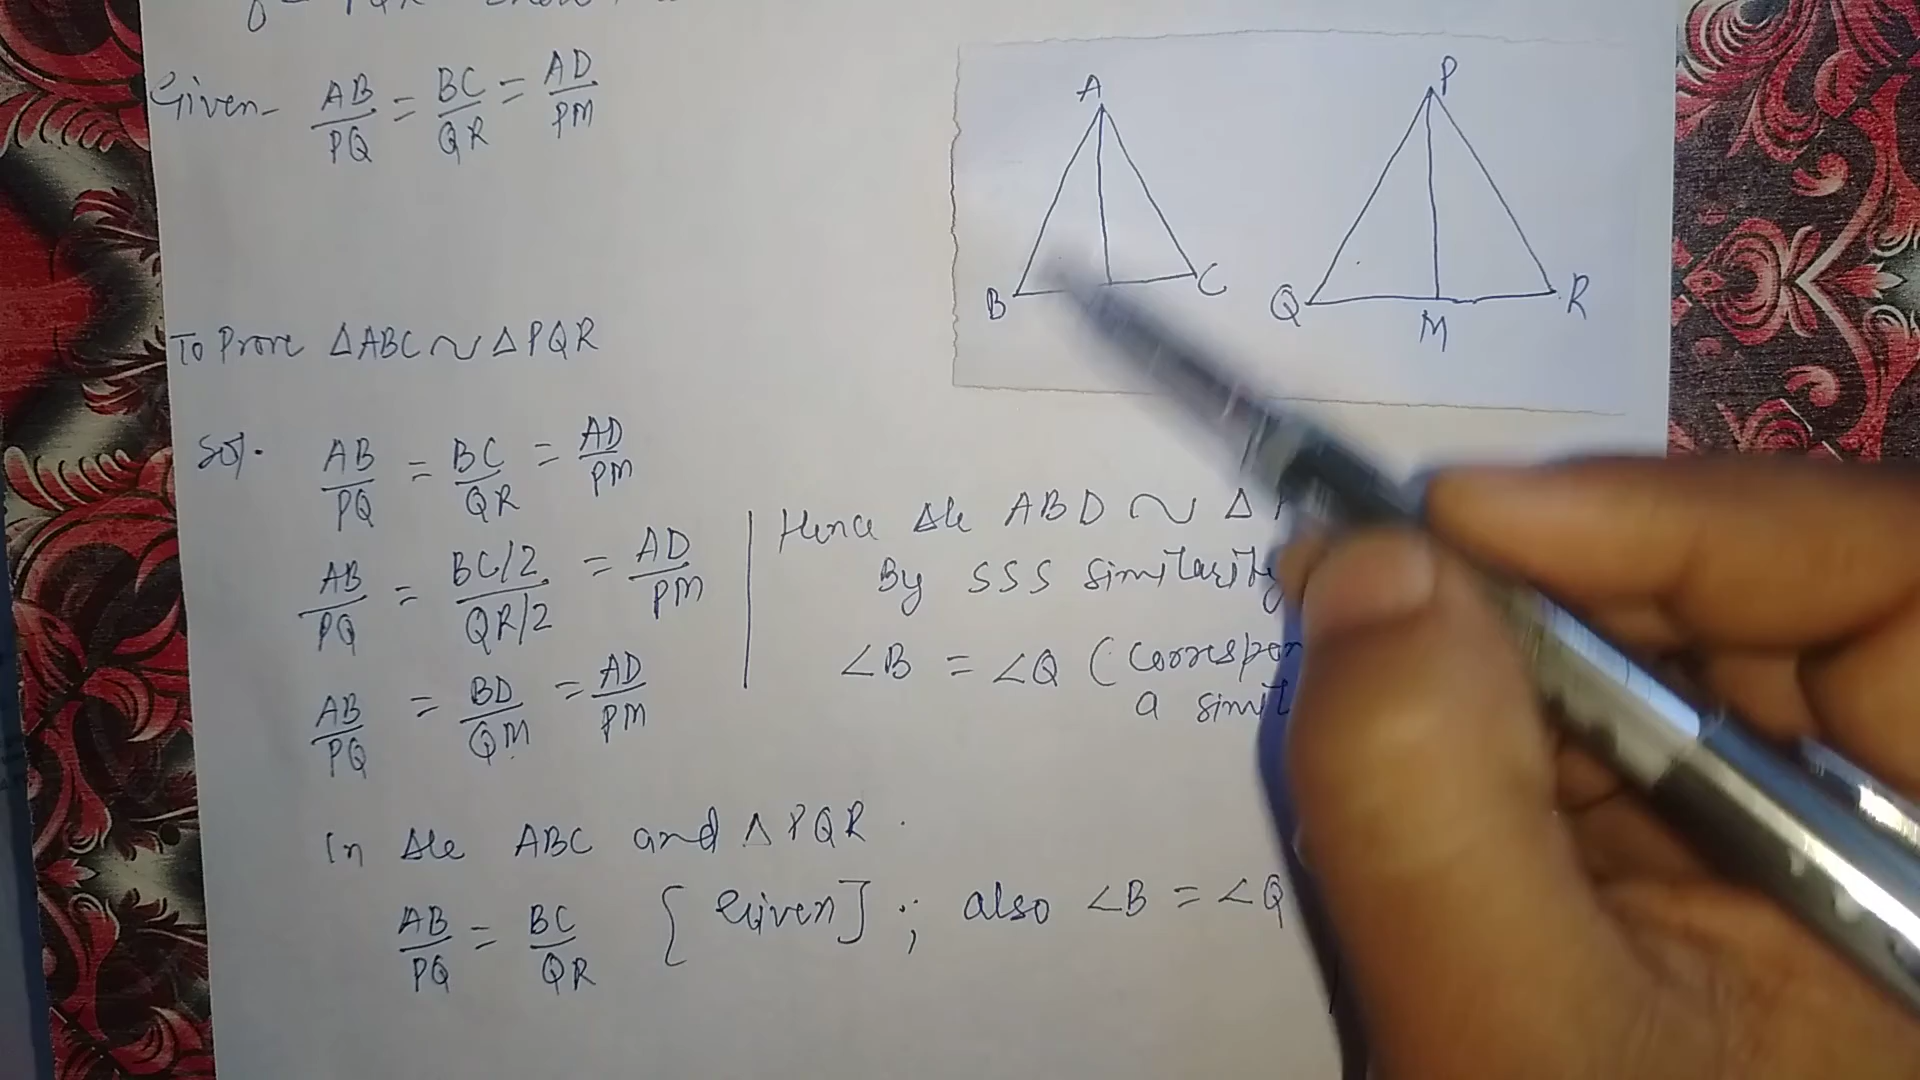 Given- AB/PQ = BC/QR = AD/PM
A
P
B
C
Q
M
R
To Prove ΔABC ~ ΔPQR
Sol. AB/PQ = BC/QR = AD/PM
AB/PQ = BC/2/QR/2 = AD/PM
AB/PQ = BD/QM = AD/PM
Hence Δle ABD ~ Δ
By SSS similarity
∠B = ∠Q (
a
In Δle ABC and ΔPQR.
AB/PQ = BC/QR [Given] ; also ∠B = ∠Q